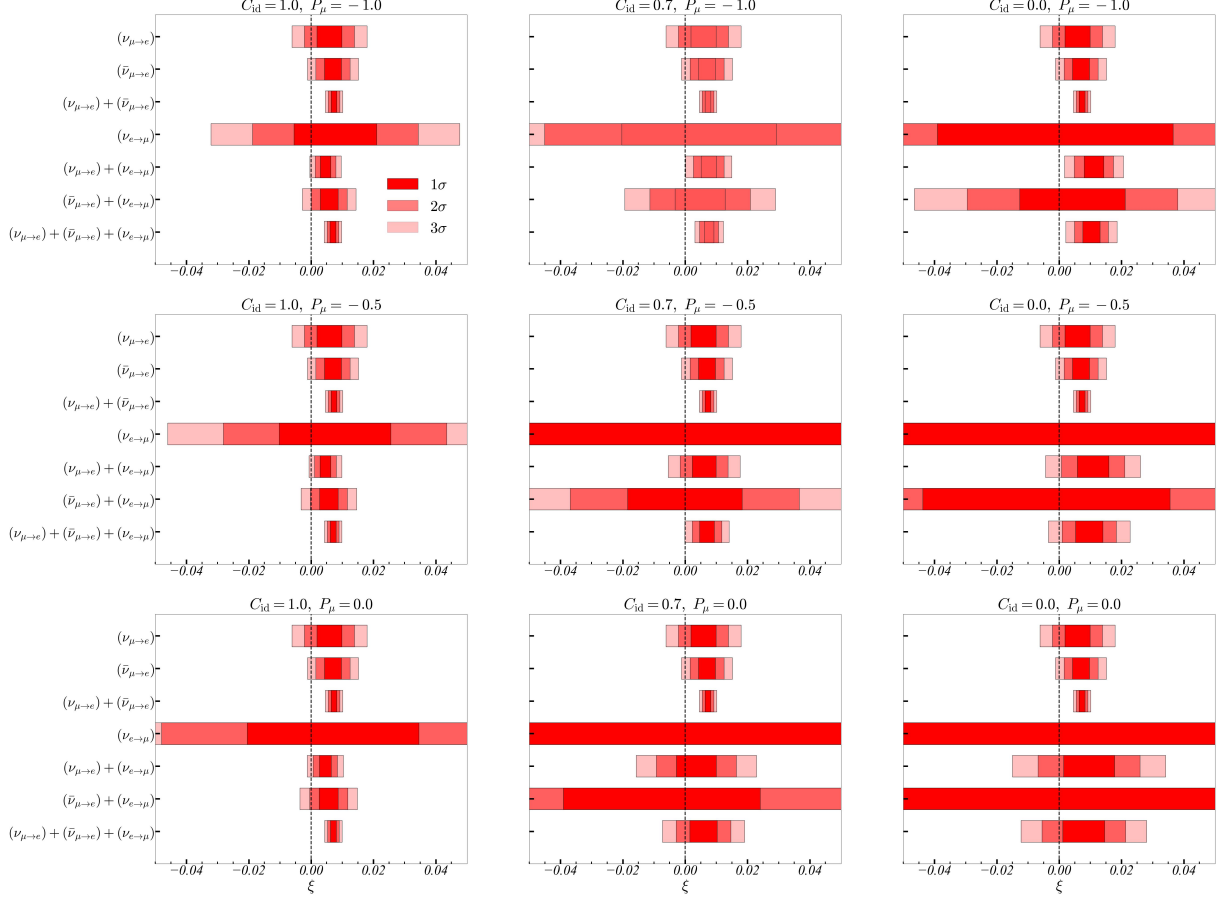 C_id = 1.0, P_μ = −1.0
C_id = 0.7, P_μ = −1.0
C_id = 0.0, P_μ = −1.0
(ν_μ→e)
(ν̄_μ→e)
(ν_μ→e) + (ν̄_μ→e)
(ν_e→μ)
(ν_μ→e) + (ν_e→μ)
(ν̄_μ→e) + (ν_e→μ)
(ν_μ→e) + (ν̄_μ→e) + (ν_e→μ)
1σ
2σ
3σ
−0.04 −0.02 0.00 0.02 0.04
−0.04 −0.02 0.00 0.02 0.04
−0.04 −0.02 0.00 0.02 0.04
C_id = 1.0, P_μ = −0.5
C_id = 0.7, P_μ = −0.5
C_id = 0.0, P_μ = −0.5
(ν_μ→e)
(ν̄_μ→e)
(ν_μ→e) + (ν̄_μ→e)
(ν_e→μ)
(ν_μ→e) + (ν_e→μ)
(ν̄_μ→e) + (ν_e→μ)
(ν_μ→e) + (ν̄_μ→e) + (ν_e→μ)
−0.04 −0.02 0.00 0.02 0.04
−0.04 −0.02 0.00 0.02 0.04
−0.04 −0.02 0.00 0.02 0.04
C_id = 1.0, P_μ = 0.0
C_id = 0.7, P_μ = 0.0
C_id = 0.0, P_μ = 0.0
(ν_μ→e)
(ν̄_μ→e)
(ν_μ→e) + (ν̄_μ→e)
(ν_e→μ)
(ν_μ→e) + (ν_e→μ)
(ν̄_μ→e) + (ν_e→μ)
(ν_μ→e) + (ν̄_μ→e) + (ν_e→μ)
−0.04 −0.02 0.00 0.02 0.04
−0.04 −0.02 0.00 0.02 0.04
−0.04 −0.02 0.00 0.02 0.04
ξ
ξ
ξ